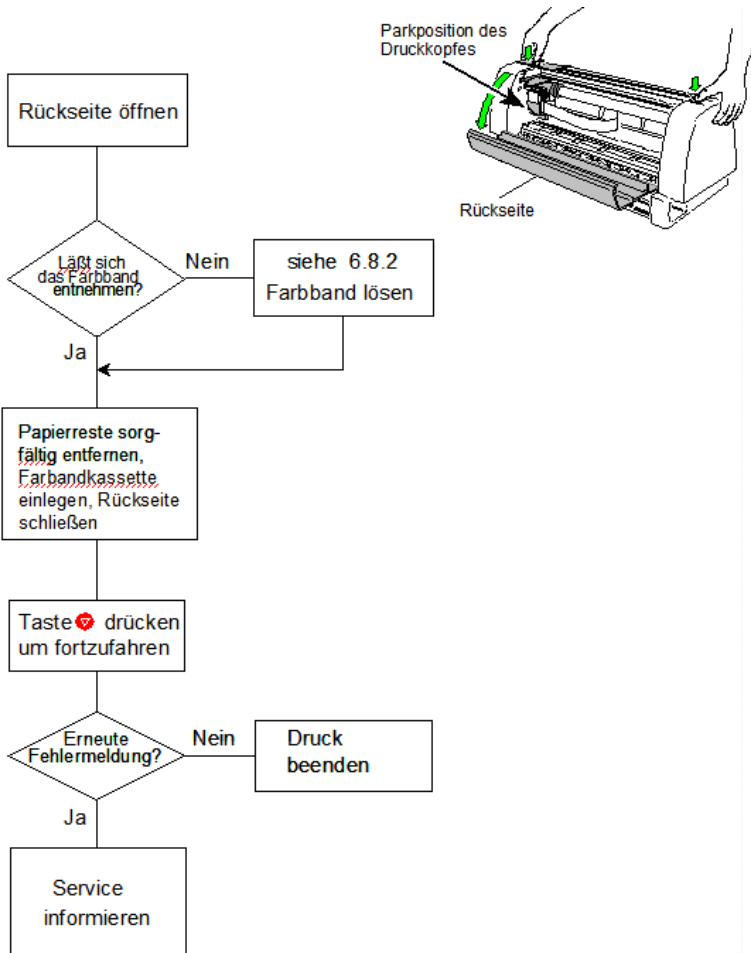 Parkposition des
Druckkopfes
Rückseite
Rückseite öffnen
Läßt sich
das Farbband
entnehmen?
Nein
siehe 6.8.2
Farbband lösen
Ja
Papierreste sorg-
fältig entfernen,
Farbandkassette
einlegen, Rückseite
schließen
Taste drücken
um fortzufahren
Erneute
Fehlermeldung?
Nein
Druck
beenden
Ja
Service
informieren